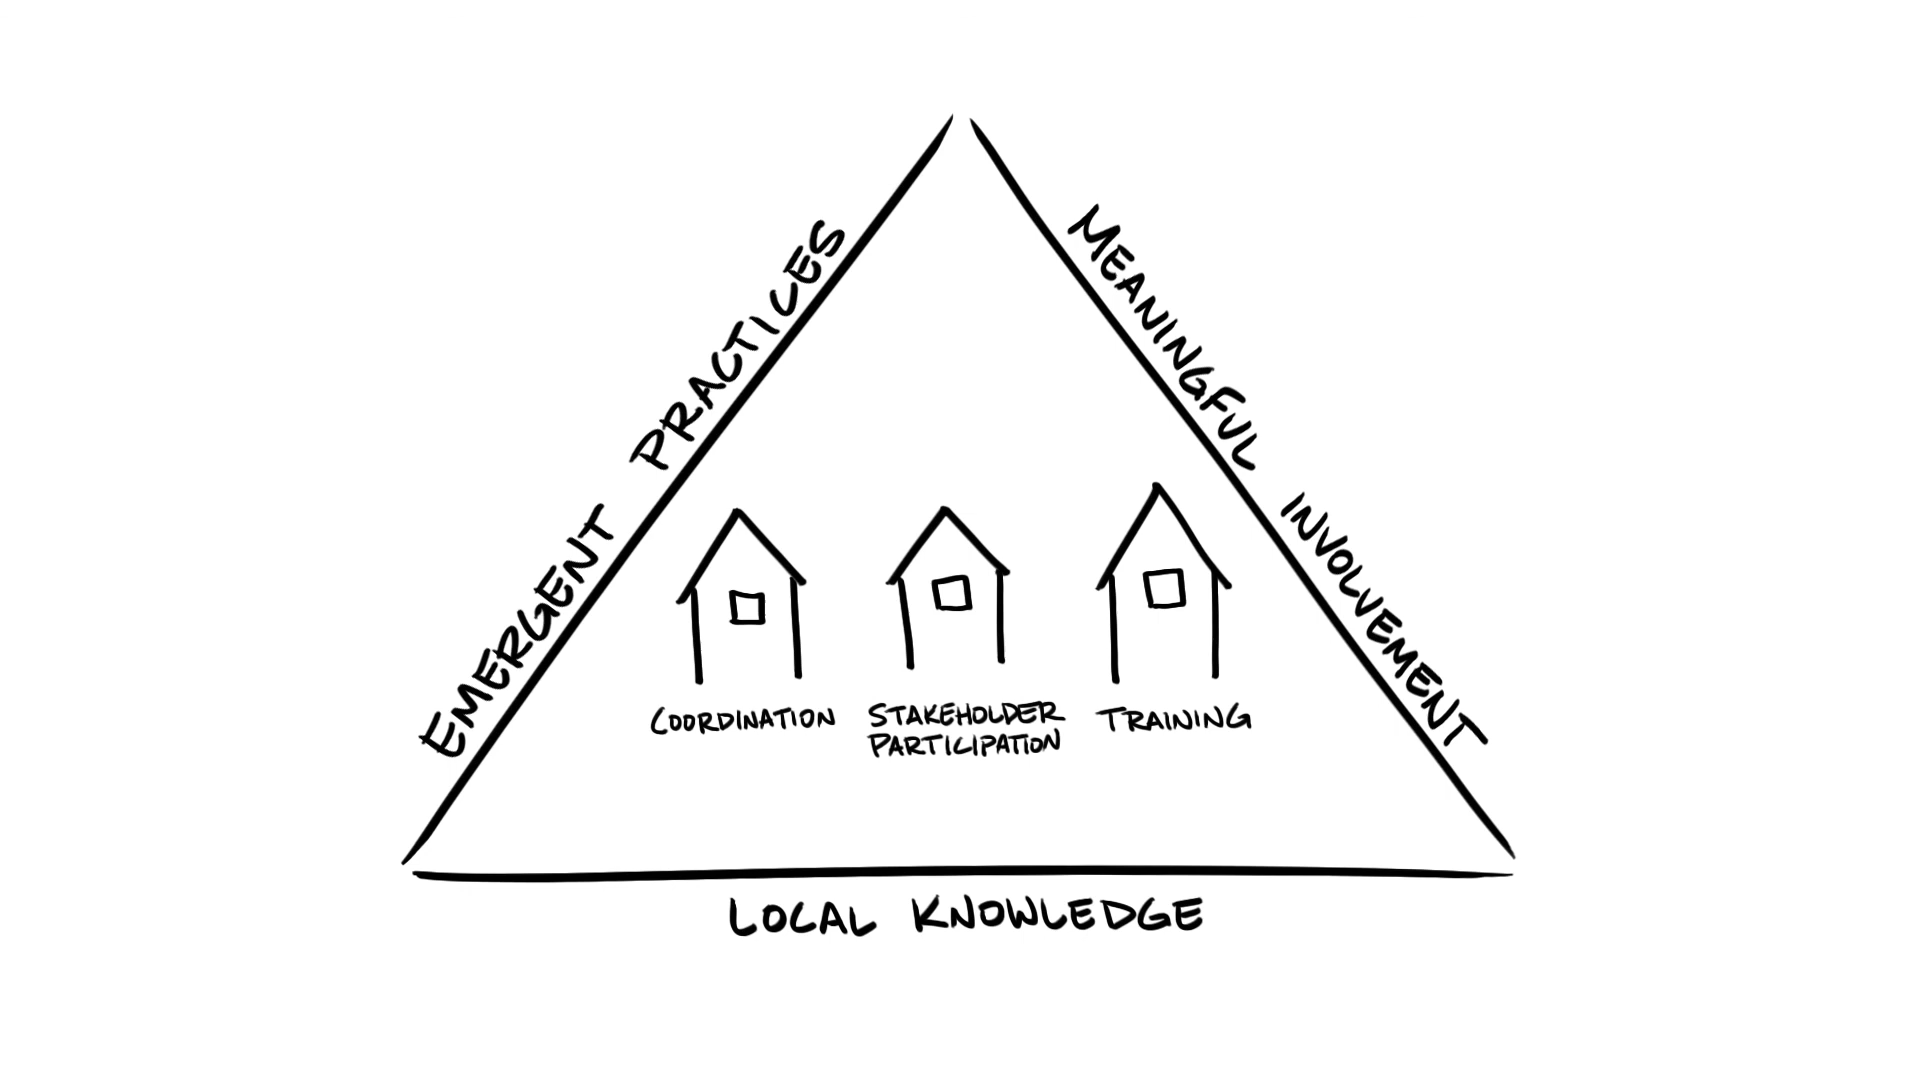 EMERGENT PRACTICES
MEANINGFUL INVOLVEMENT
COORDINATION
STAKEHOLDER
PARTICIPATION
TRAINING
LOCAL KNOWLEDGE